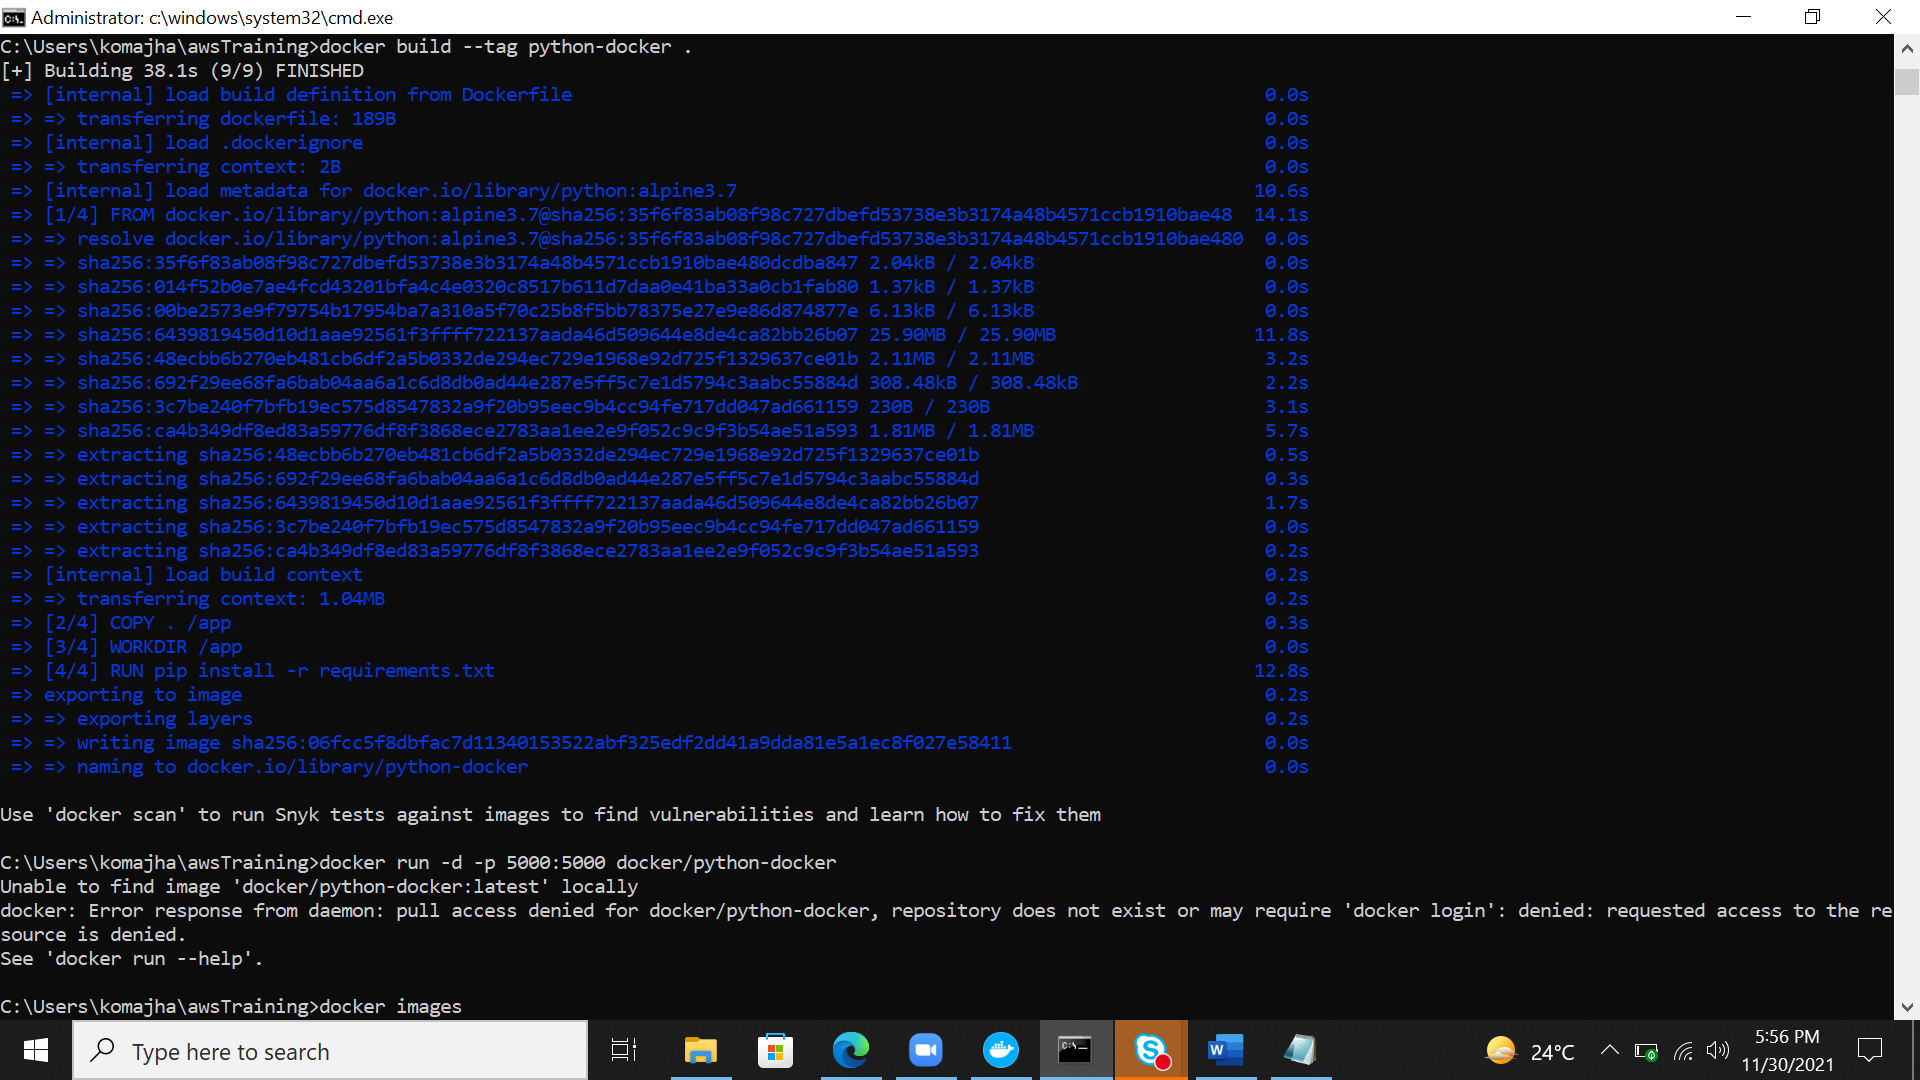 Administrator: c:\windows\system32\cmd.exe
C:\Users\komajha\awsTraining>docker build --tag python-docker .
[+] Building 38.1s (9/9) FINISHED
=> [internal] load build definition from Dockerfile 0.0s
=> => transferring dockerfile: 189B 0.0s
=> [internal] load .dockerignore 0.0s
=> => transferring context: 2B 0.0s
=> [internal] load metadata for docker.io/library/python:alpine3.7 10.6s
=> [1/4] FROM docker.io/library/python:alpine3.7@sha256:35f6f83ab08f98c727dbefd53738e3b3174a48b4571ccb1910bae48 14.1s
=> => resolve docker.io/library/python:alpine3.7@sha256:35f6f83ab08f98c727dbefd53738e3b3174a48b4571ccb1910bae480 0.0s
=> => sha256:35f6f83ab08f98c727dbefd53738e3b3174a48b4571ccb1910bae480dcdba847 2.04kB / 2.04kB 0.0s
=> => sha256:014f52b0e7ae4fcd43201bfa4c4e0320c8517b611d7daa0e41ba33a0cb1fab80 1.37kB / 1.37kB 0.0s
=> => sha256:00be2573e9f79754b17954ba7a310a5f70c25b8f5bb78375e27e9e86d874877e 6.13kB / 6.13kB 0.0s
=> => sha256:6439819450d10d1aae92561f3ffff722137aada46d509644e8de4ca82bb26b07 25.90MB / 25.90MB 11.8s
=> => sha256:48ecbb6b270eb481cb6df2a5b0332de294ec729e1968e92d725f1329637ce01b 2.11MB / 2.11MB 3.2s
=> => sha256:692f29ee68fa6bab04aa6a1c6d8db0ad44e287e5ff5c7e1d5794c3aabc55884d 308.48kB / 308.48kB 2.2s
=> => sha256:3c7be240f7bfb19ec575d8547832a9f20b95eec9b4cc94fe717dd047ad661159 230B / 230B 3.1s
=> => sha256:ca4b349df8ed83a59776df8f3868ece2783aa1ee2e9f052c9c9f3b54ae51a593 1.81MB / 1.81MB 5.7s
=> => extracting sha256:48ecbb6b270eb481cb6df2a5b0332de294ec729e1968e92d725f1329637ce01b 0.5s
=> => extracting sha256:692f29ee68fa6bab04aa6a1c6d8db0ad44e287e5ff5c7e1d5794c3aabc55884d 0.3s
=> => extracting sha256:6439819450d10d1aae92561f3ffff722137aada46d509644e8de4ca82bb26b07 1.7s
=> => extracting sha256:3c7be240f7bfb19ec575d8547832a9f20b95eec9b4cc94fe717dd047ad661159 0.0s
=> => extracting sha256:ca4b349df8ed83a59776df8f3868ece2783aa1ee2e9f052c9c9f3b54ae51a593 0.2s
=> [internal] load build context 0.2s
=> => transferring context: 1.04MB 0.2s
=> [2/4] COPY . /app 0.3s
=> [3/4] WORKDIR /app 0.0s
=> [4/4] RUN pip install -r requirements.txt 12.8s
=> exporting to image 0.2s
=> => exporting layers 0.2s
=> => writing image sha256:06fcc5f8dbfac7d11340153522abf325edf2dd41a9dda81e5a1ec8f027e58411 0.0s
=> => naming to docker.io/library/python-docker 0.0s
Use 'docker scan' to run Snyk tests against images to find vulnerabilities and learn how to fix them
C:\Users\komajha\awsTraining>docker run -d -p 5000:5000 docker/python-docker
Unable to find image 'docker/python-docker:latest' locally
docker: Error response from daemon: pull access denied for docker/python-docker, repository does not exist or may require 'docker login': denied: requested access to the re
source is denied.
See 'docker run --help'.
C:\Users\komajha\awsTraining>docker images
Type here to search
24°C
5:56 PM
11/30/2021